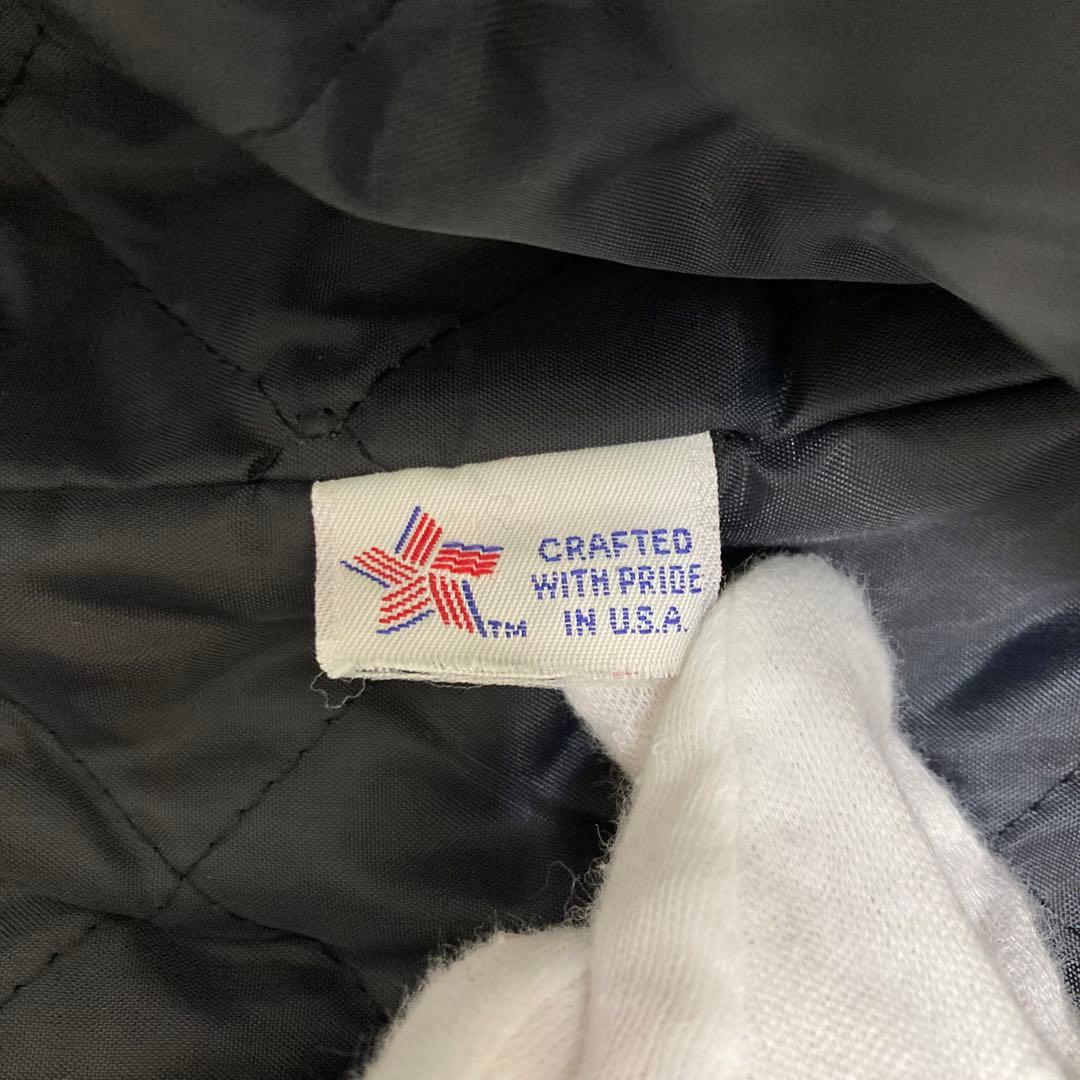 CRAFTED
WITH PRIDE
IN U.S.A.
TM